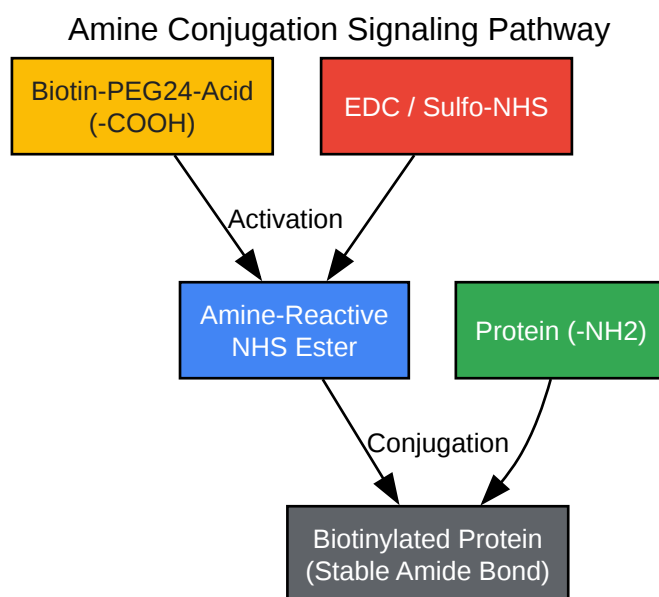 Amine Conjugation Signaling Pathway
Biotin-PEG24-Acid
(-COOH)
EDC / Sulfo-NHS
Activation
Amine-Reactive
NHS Ester
Protein (-NH2)
Conjugation
Biotinylated Protein
(Stable Amide Bond)